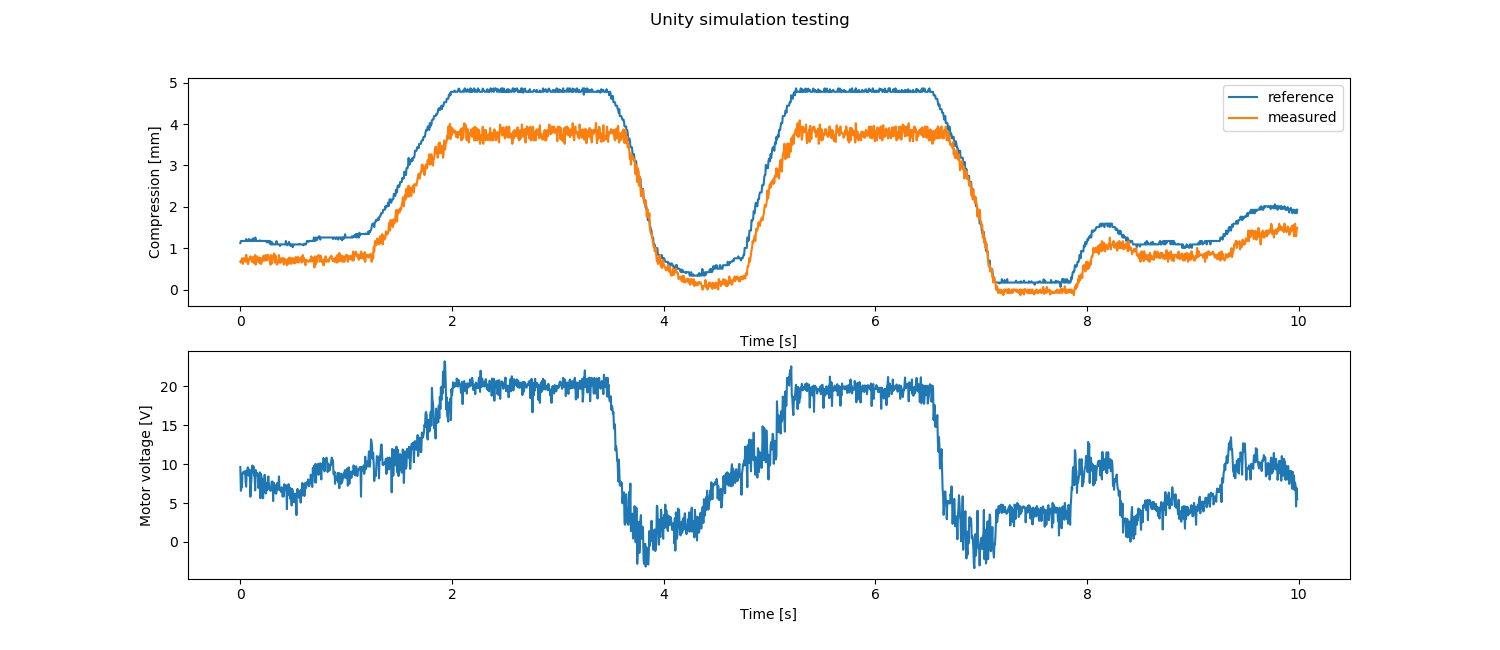 Unity simulation testing
5
4
3
2
1
0
Compression [mm]
reference
measured
0 2 4 6 8 10
Time [s]
20
15
10
5
0
Motor voltage [V]
0 2 4 6 8 10
Time [s]